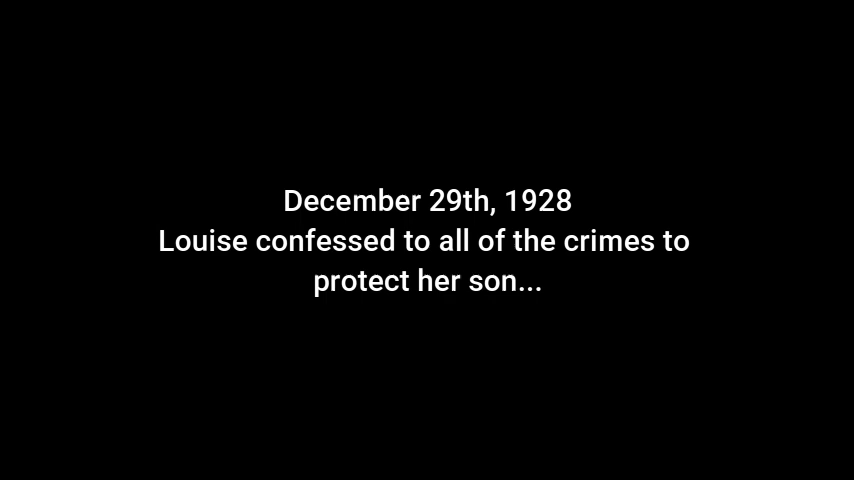 December 29th, 1928
Louise confessed to all of the crimes to
protect her son...